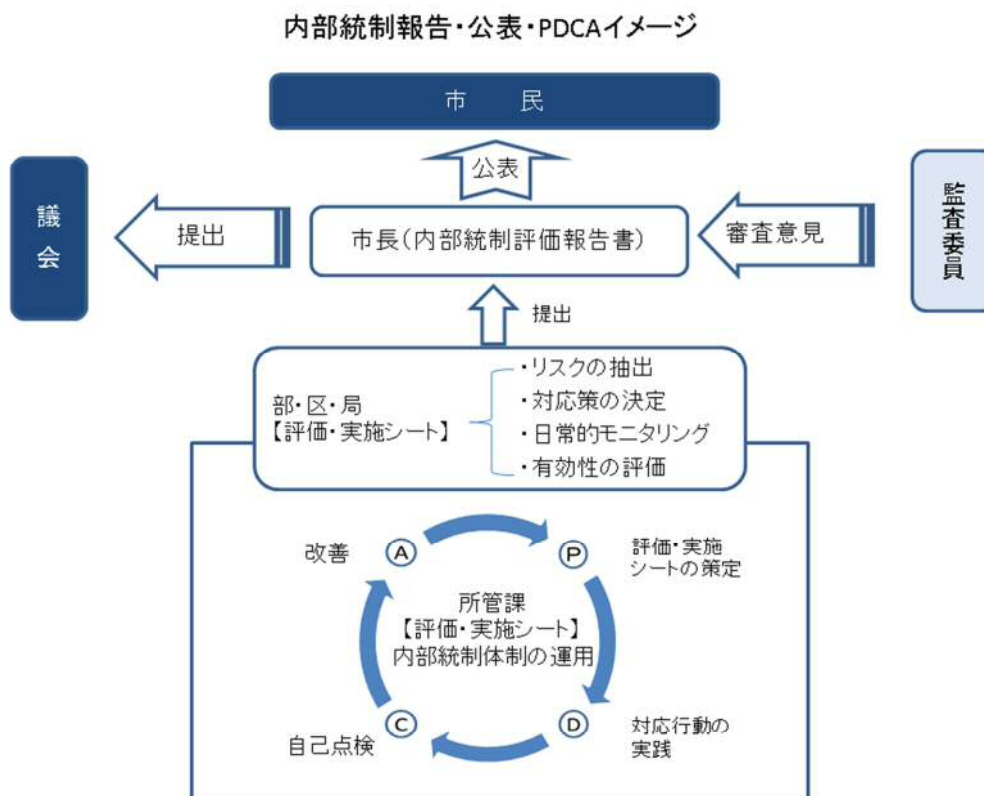 内部統制報告・公表・PDCAイメージ
市　民
公表
議会
提出
市長(内部統制評価報告書)
審査意見
監査委員
提出
部・区・局
【評価・実施シート】
・リスクの抽出
・対応策の決定
・日常的モニタリング
・有効性の評価
改善
A
P
評価・実施
シートの策定
所管課
【評価・実施シート】
内部統制体制の運用
自己点検
C
D
対応行動の
実践